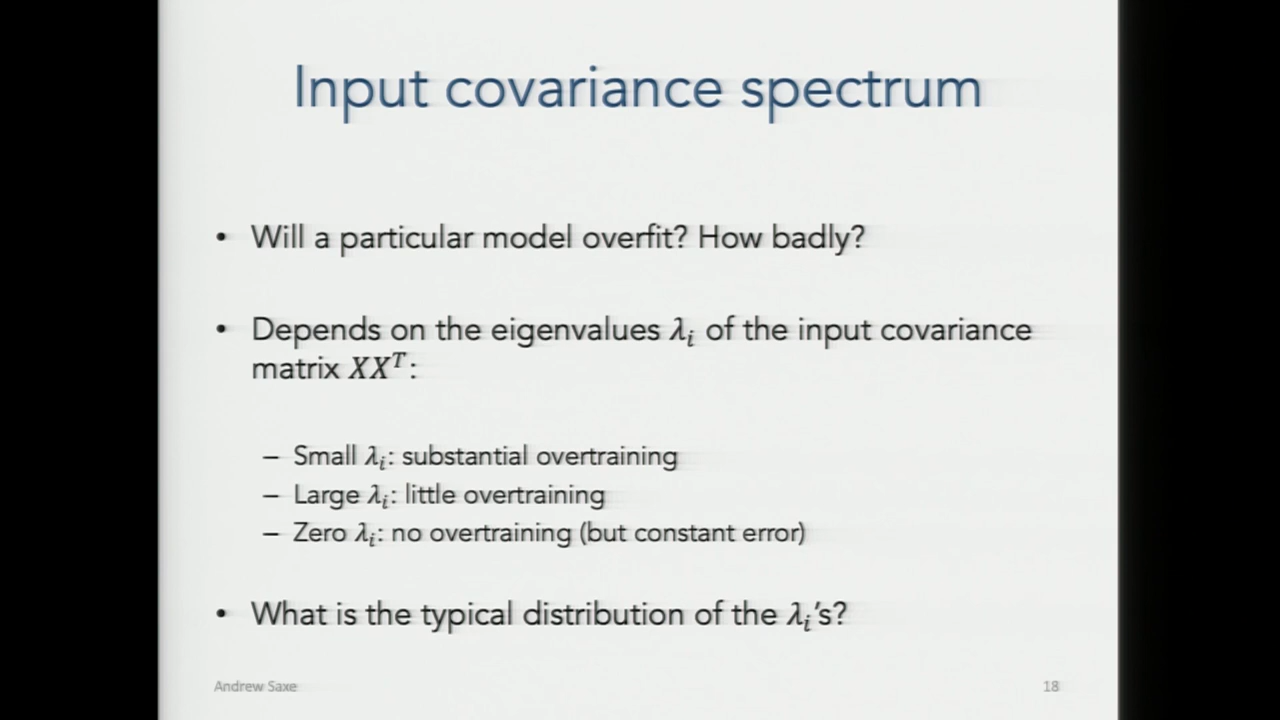 Input covariance spectrum
• Will a particular model overfit? How badly?
• Depends on the eigenvalues λᵢ of the input covariance
matrix XXᵀ:
– Small λᵢ: substantial overtraining
– Large λᵢ: little overtraining
– Zero λᵢ: no overtraining (but constant error)
• What is the typical distribution of the λᵢ’s?
Andrew Saxe
18